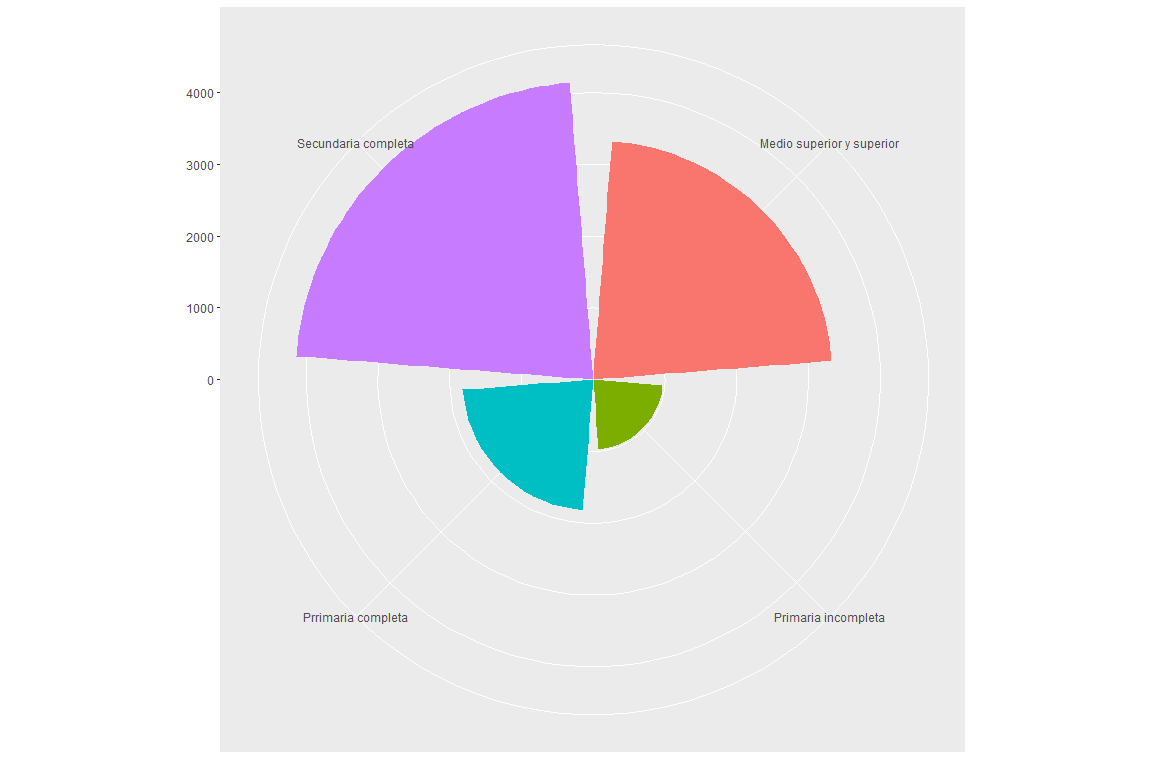 4000
Secundaria completa
Medio superior y superior
3000
2000
1000
0
Prrimaria completa
Primaria incompleta